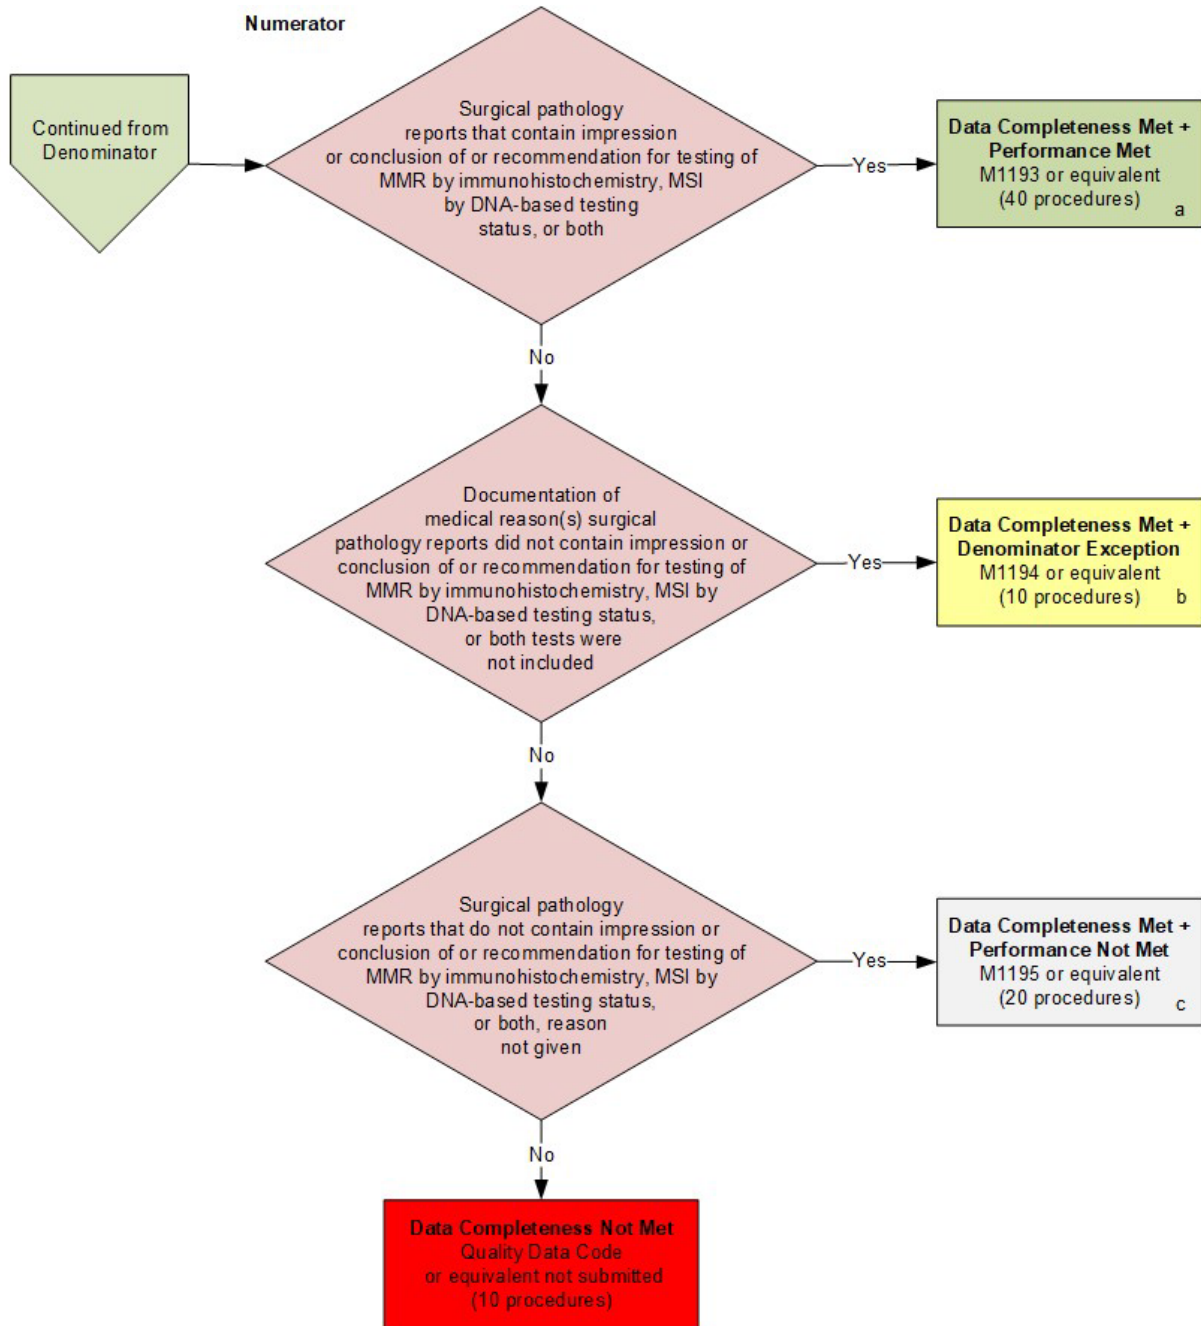 Numerator
Continued from
Denominator
Surgical pathology
reports that contain impression
or conclusion of or recommendation for testing of
MMR by immunohistochemistry, MSI
by DNA-based testing
status, or both
Yes
Data Completeness Met +
Performance Met
M1193 or equivalent
(40 procedures)
a
No
Documentation of
medical reason(s) surgical
pathology reports did not contain impression or
conclusion of or recommendation for testing of
MMR by immunohistochemistry, MSI by
DNA-based testing status,
or both tests were
not included
Yes
Data Completeness Met +
Denominator Exception
M1194 or equivalent
(10 procedures)
b
No
Surgical pathology
reports that do not contain impression or
conclusion of or recommendation for testing of
MMR by immunohistochemistry, MSI by
DNA-based testing status,
or both, reason
not given
Yes
Data Completeness Met +
Performance Not Met
M1195 or equivalent
(20 procedures)
c
No
Data Completeness Not Met
Quality Data Code
or equivalent not submitted
(10 procedures)